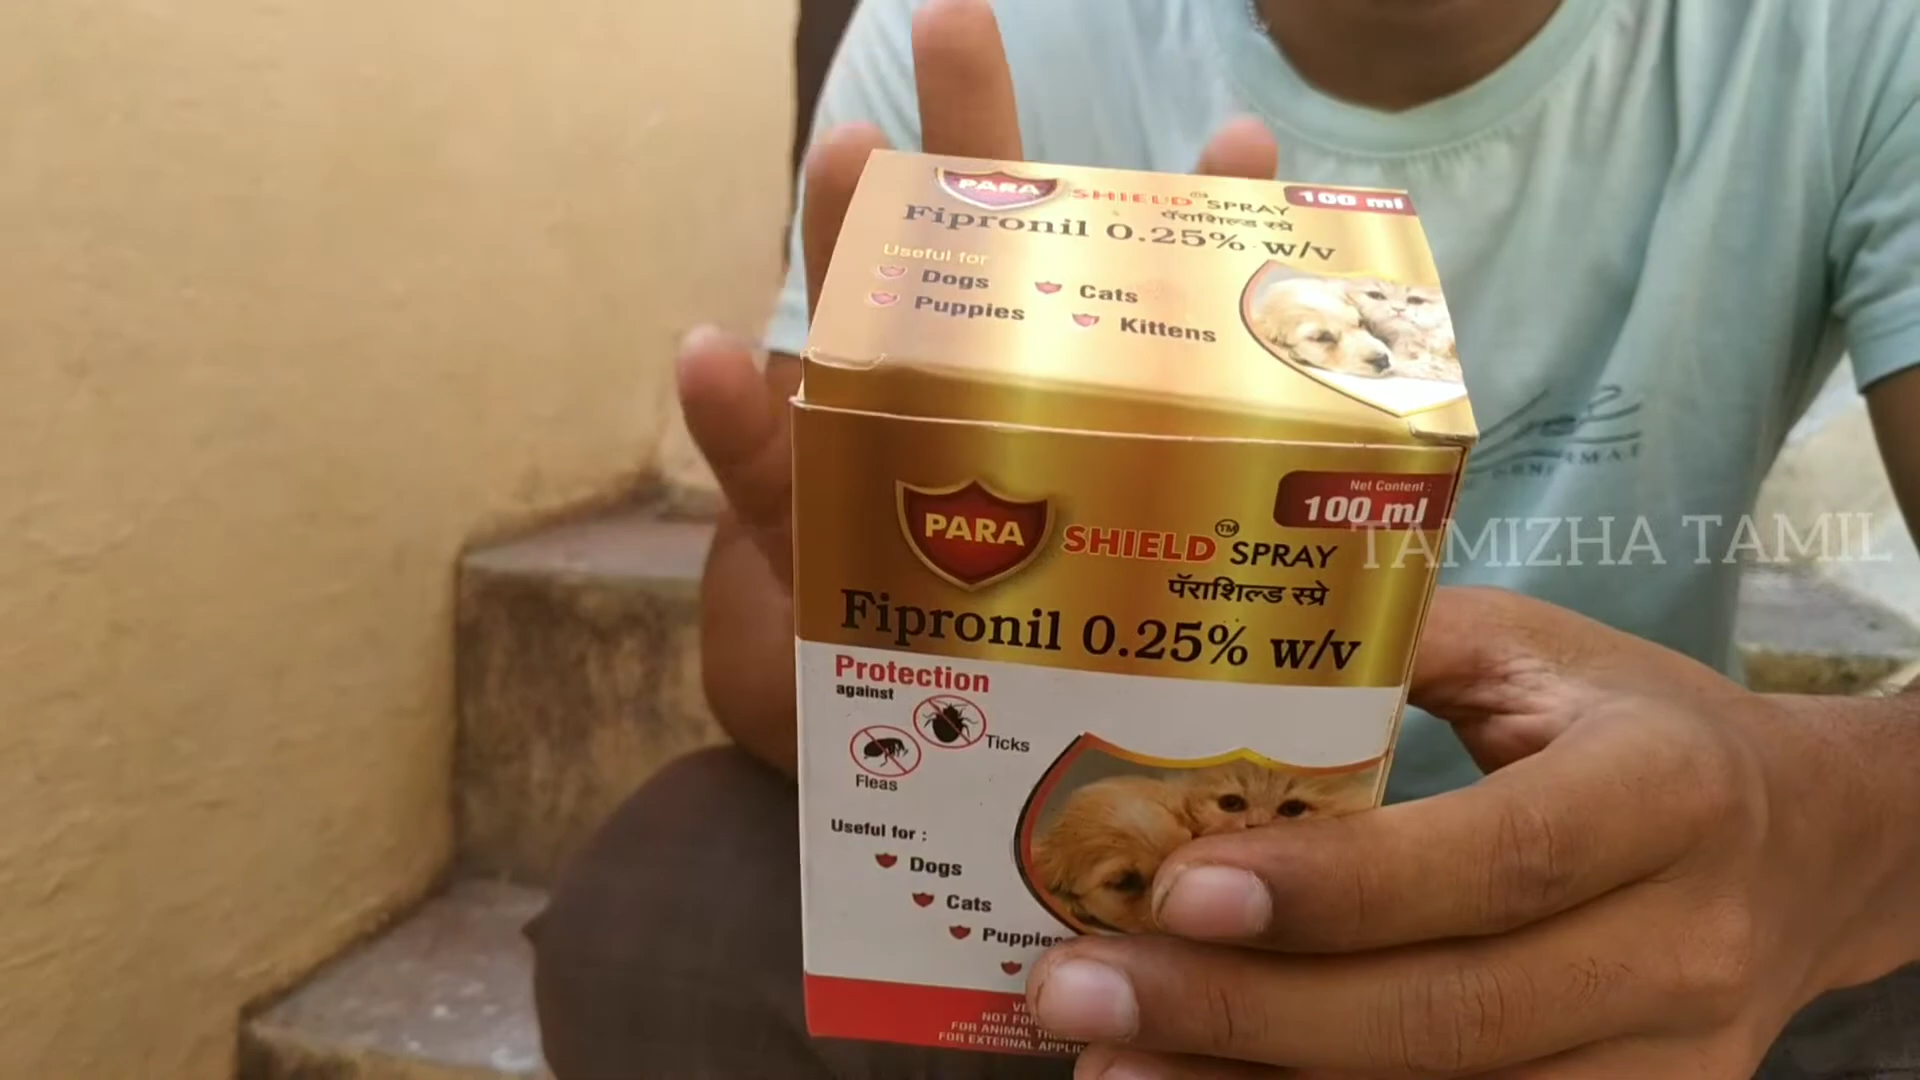 PARA SHIELD™ SPRAY
100 ml
पॅराशिल्ड स्प्रे
Fipronil 0.25% w/v
Useful for
Dogs
Cats
Puppies
Kittens
Net Content :
100 ml
PARA SHIELD™ SPRAY
पॅराशिल्ड स्प्रे
Fipronil 0.25% w/v
Protection
against
Ticks
Fleas
Useful for :
Dogs
Cats
Puppies
NOT FOR
FOR ANIMAL
FOR EXTERNAL
TAMIZHA TAMIL